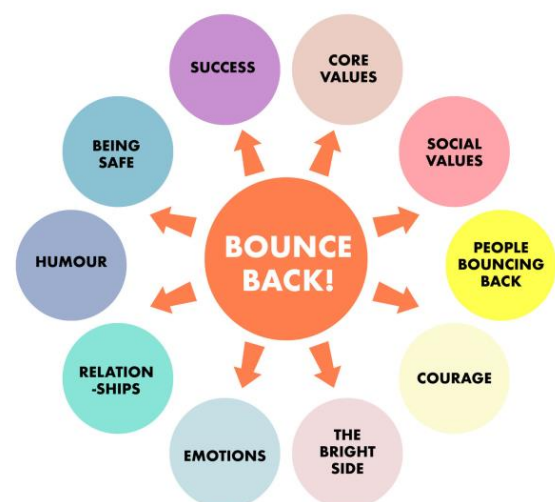 SUCCESS
CORE
VALUES
BEING
SAFE
SOCIAL
VALUES
HUMOUR
BOUNCE
BACK!
PEOPLE
BOUNCING
BACK
RELATION
-SHIPS
COURAGE
EMOTIONS
THE
BRIGHT
SIDE